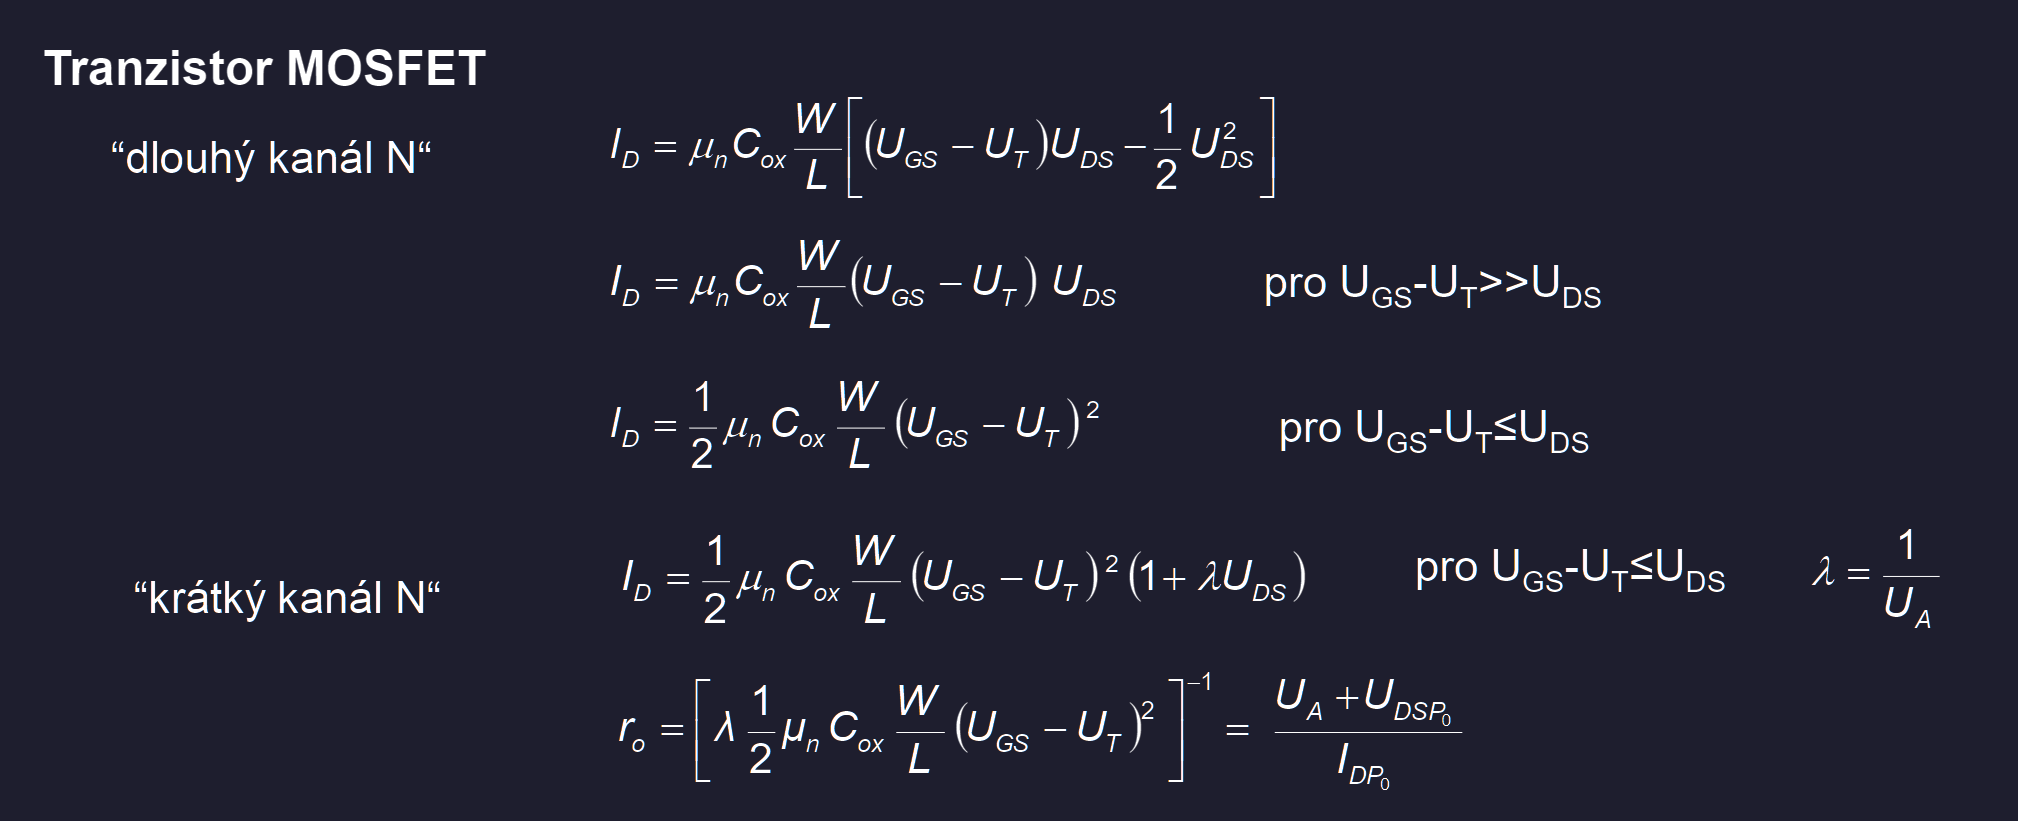 Tranzistor MOSFET
“dlouhý kanál N“ I_D = μ_n C_ox W/L [(U_GS − U_T)U_DS − 1/2 U_DS^2]
I_D = μ_n C_ox W/L (U_GS − U_T) U_DS pro U_GS-U_T>>U_DS
I_D = 1/2 μ_n C_ox W/L (U_GS − U_T)^2 pro U_GS-U_T≤U_DS
“krátký kanál N“ I_D = 1/2 μ_n C_ox W/L (U_GS − U_T)^2 (1+ λU_DS) pro U_GS-U_T≤U_DS λ = 1/U_A
r_o = [λ 1/2 μ_n C_ox W/L (U_GS − U_T)^2]^−1 = (U_A + U_DSP_0)/I_DP_0